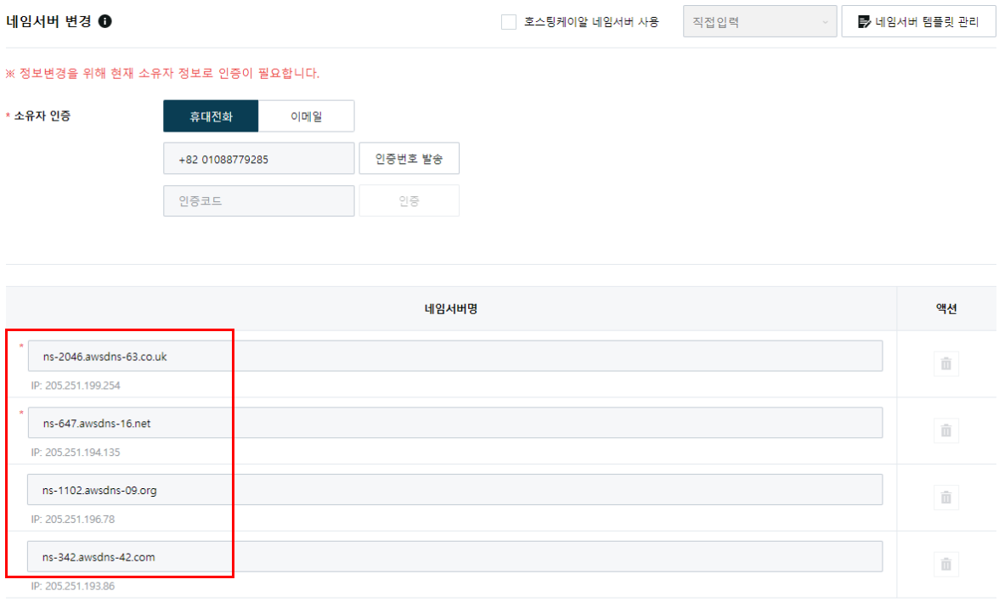 네임서버 변경
호스팅케이알 네임서버 사용
직접입력
네임서버 템플릿 관리
※ 정보변경을 위해 현재 소유자 정보로 인증이 필요합니다.
* 소유자 인증
휴대전화
이메일
+82 01088779285
인증번호 발송
인증코드
인증
네임서버명
액션
* ns-2046.awsdns-63.co.uk
IP: 205.251.199.254
* ns-647.awsdns-16.net
IP: 205.251.194.135
ns-1102.awsdns-09.org
IP: 205.251.196.78
ns-342.awsdns-42.com
IP: 205.251.193.86